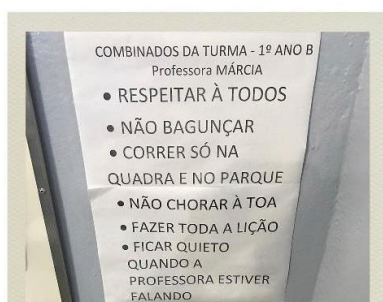 COMBINADOS DA TURMA - 1º ANO B
Professora MÁRCIA
• RESPEITAR À TODOS
• NÃO BAGUNÇAR
• CORRER SÓ NA
QUADRA E NO PARQUE
• NÃO CHORAR À TOA
• FAZER TODA A LIÇÃO
• FICAR QUIETO
QUANDO A
PROFESSORA ESTIVER
FALANDO